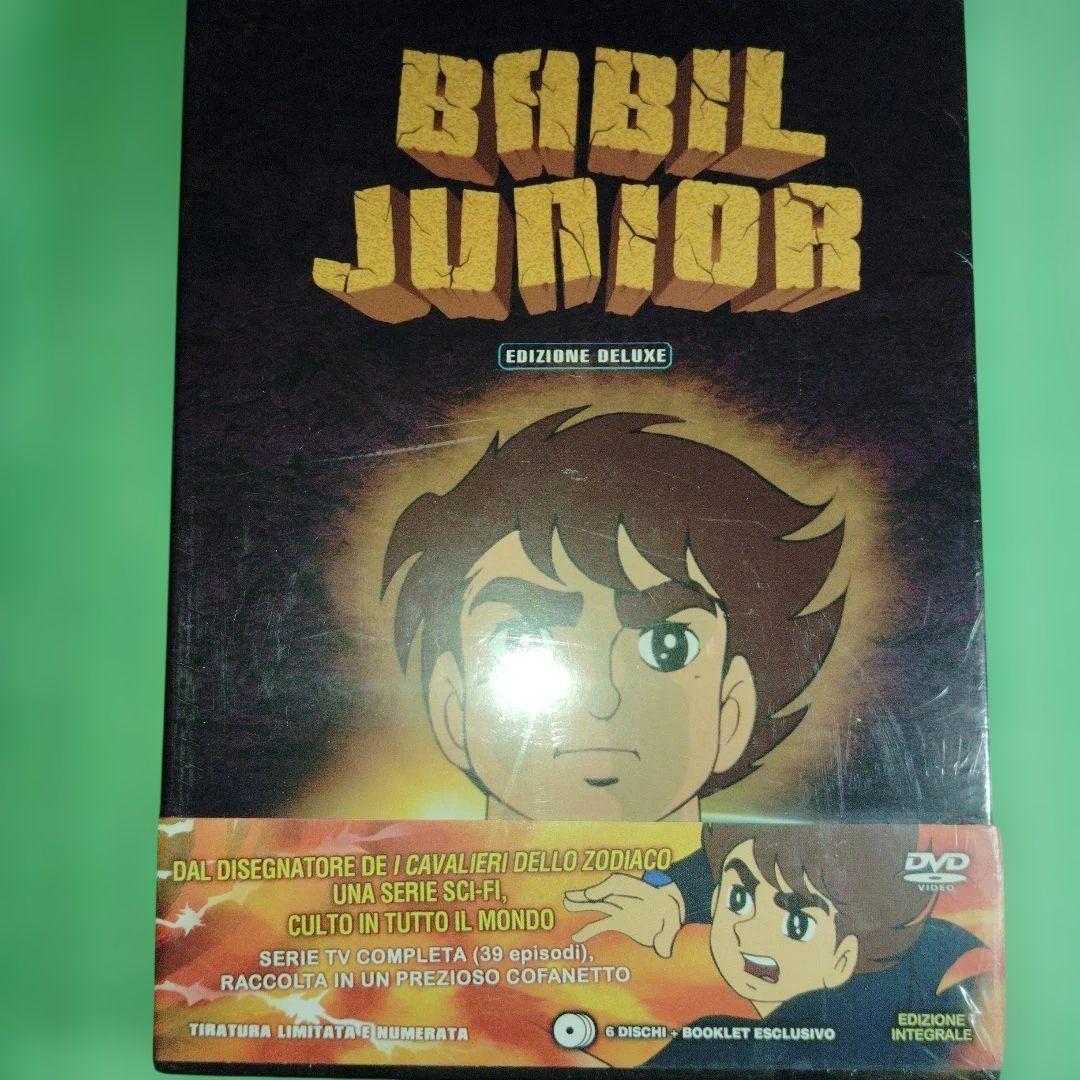 BABIL
JUNIOR
EDIZIONE DELUXE
DAL DISEGNATORE DE I CAVALIERI DELLO ZODIACO
UNA SERIE SCI-FI,
CULTO IN TUTTO IL MONDO
SERIE TV COMPLETA (39 episodi),
RACCOLTA IN UN PREZIOSO COFANETTO
TIRATURA LIMITATA E NUMERATA
6 DISCHI + BOOKLET ESCLUSIVO
DVD
VIDEO
EDIZIONE
INTEGRALE